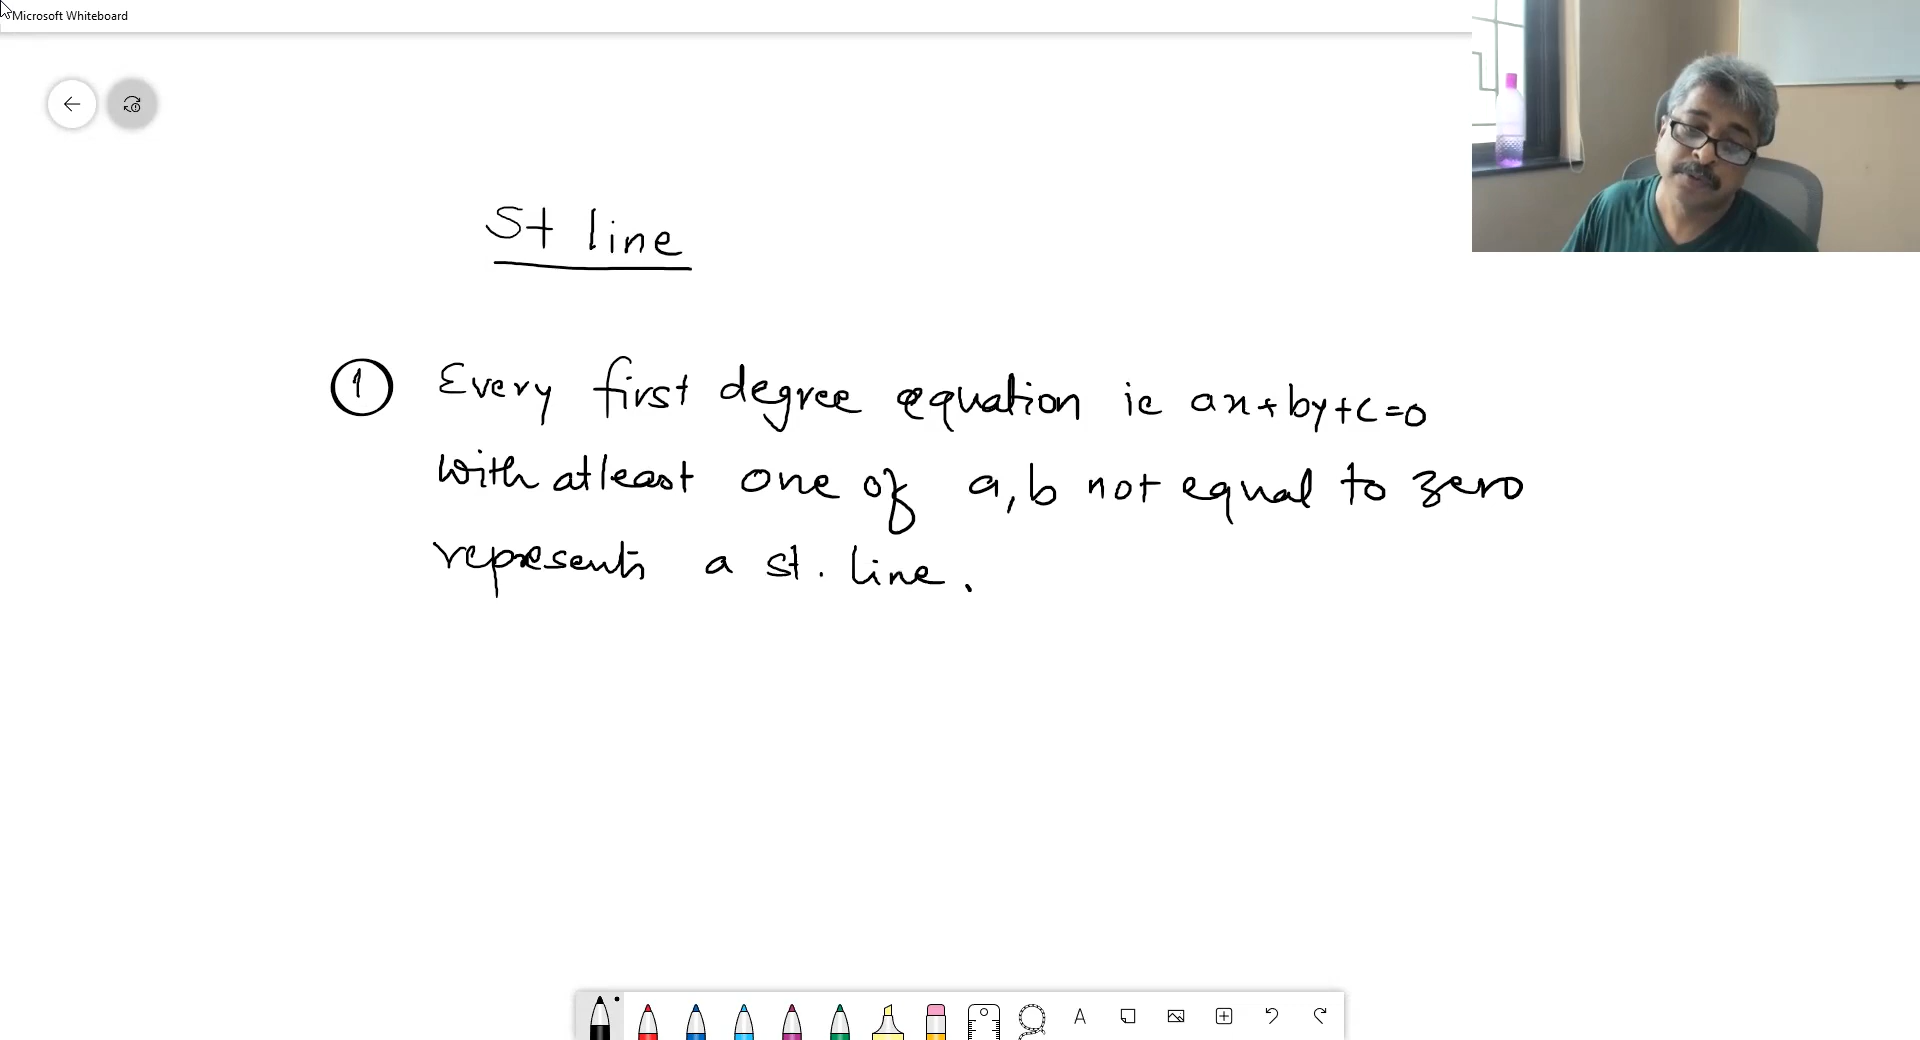 Microsoft Whiteboard
St line
1 Every first degree equation ie ax+by+c=0
with atleast one of a, b not equal to zero
represents a st. line.
A